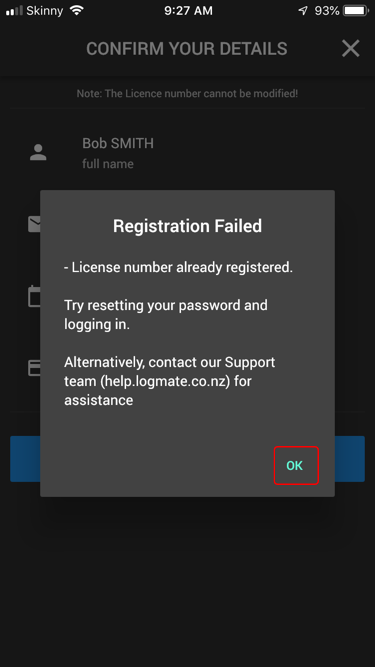 Skinny 9:27 AM 93%
CONFIRM YOUR DETAILS
Note: The Licence number cannot be modified!
Bob SMITH
full name
Registration Failed
- License number already registered.
Try resetting your password and
logging in.
Alternatively, contact our Support
team (help.logmate.co.nz) for
assistance
OK